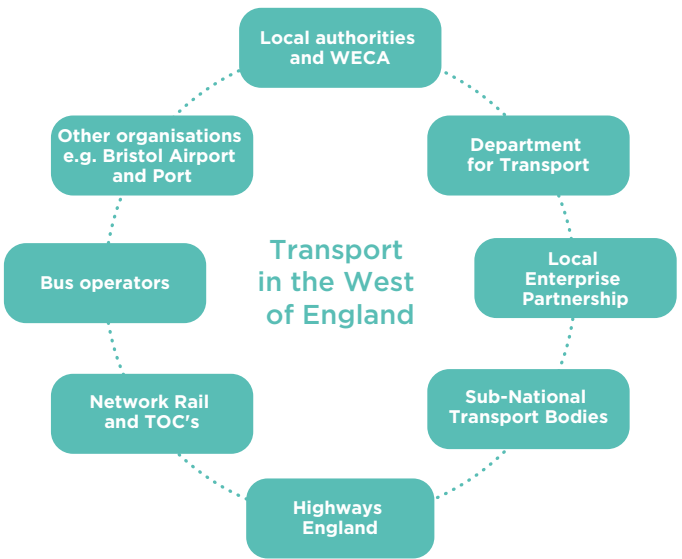 Local authorities
and WECA
Other organisations
e.g. Bristol Airport
and Port
Department
for Transport
Transport
in the West
of England
Bus operators
Local
Enterprise
Partnership
Network Rail
and TOC's
Sub-National
Transport Bodies
Highways
England